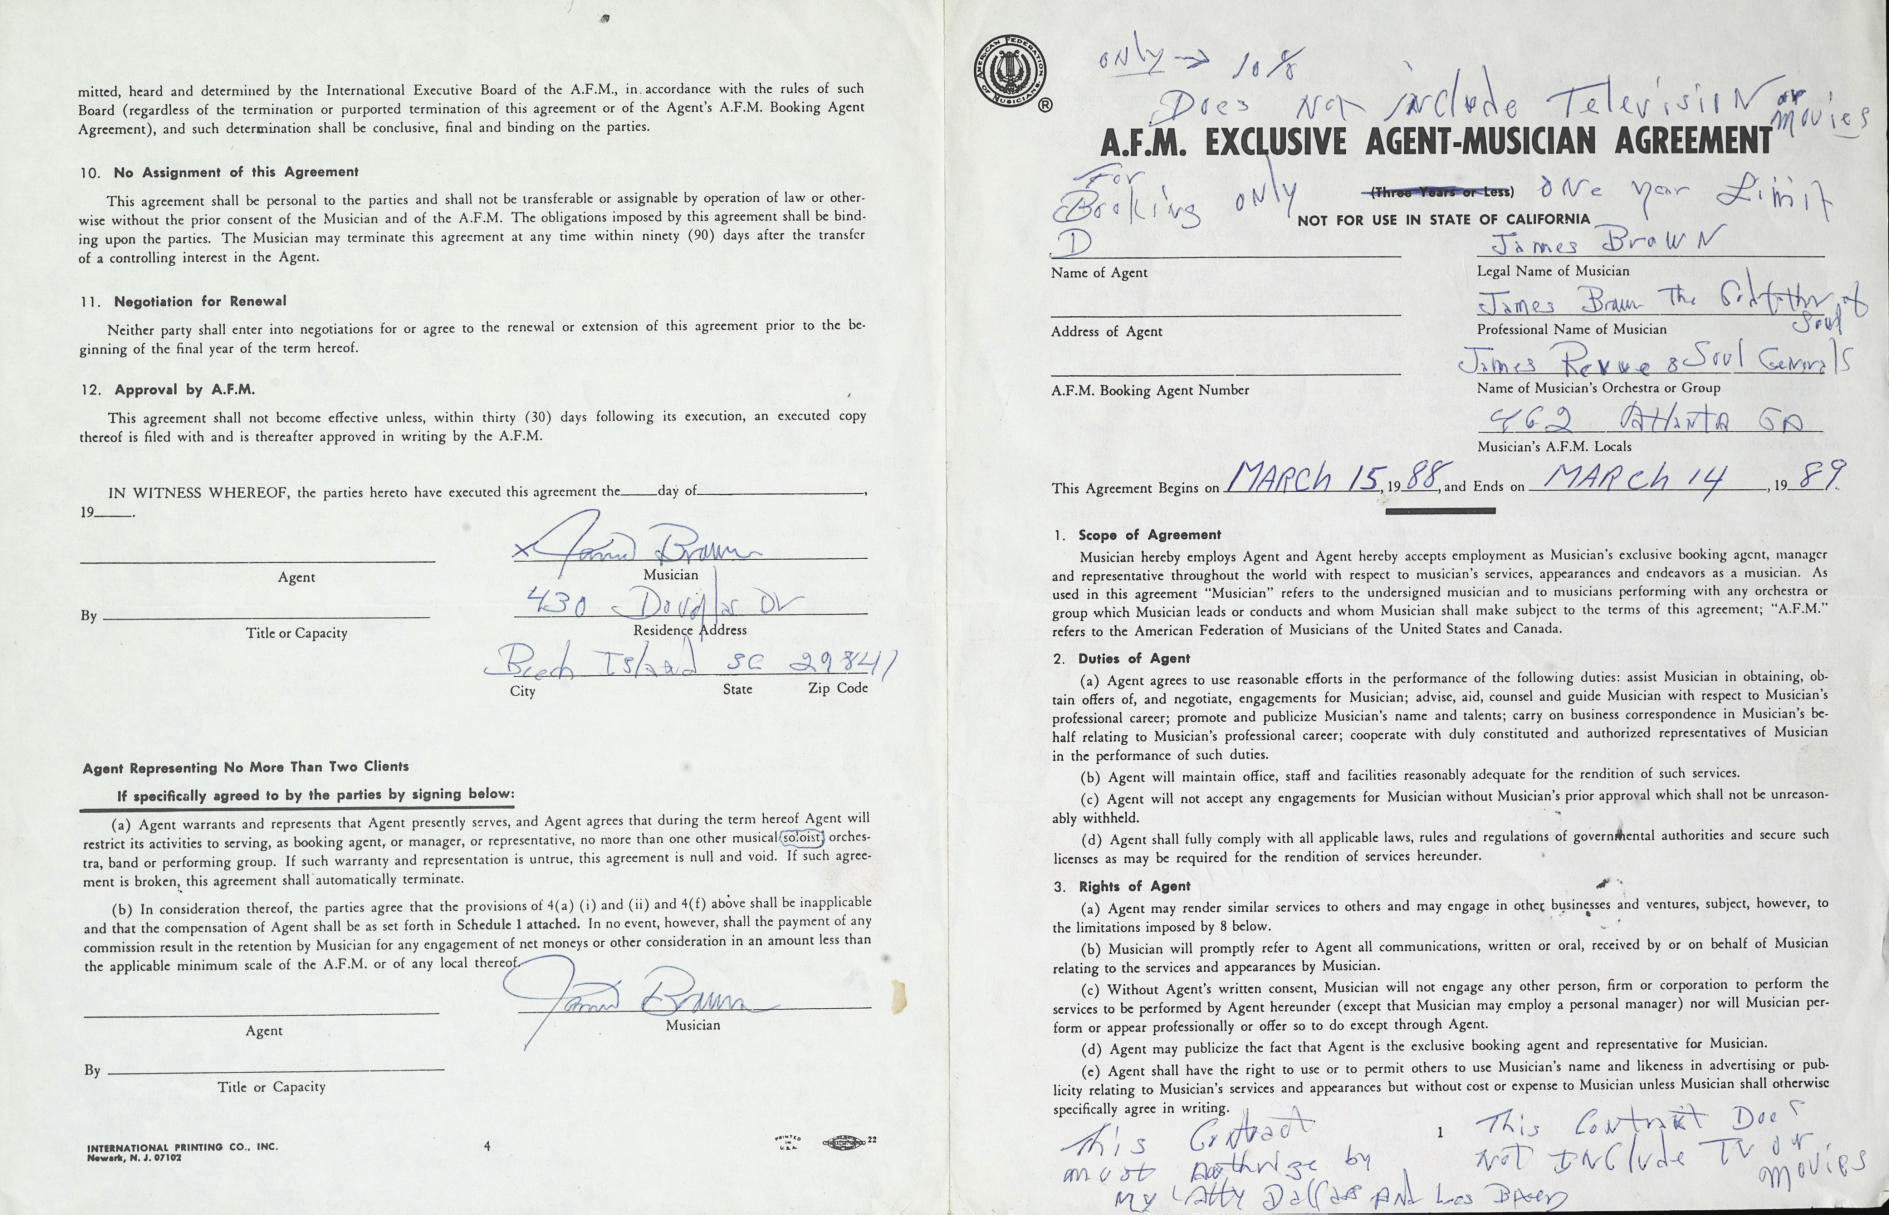 mitted, heard and determined by the International Executive Board of the A.F.M., in accordance with the rules of such
Board (regardless of the termination or purported termination of this agreement or of the Agent's A.F.M. Booking Agent
Agreement), and such determination shall be conclusive, final and binding on the parties.
10. No Assignment of this Agreement
This agreement shall be personal to the parties and shall not be transferable or assignable by operation of law or other-
wise without the prior consent of the Musician and of the A.F.M. The obligations imposed by this agreement shall be bind-
ing upon the parties. The Musician may terminate this agreement at any time within ninety (90) days after the transfer
of a controlling interest in the Agent.
11. Negotiation for Renewal
Neither party shall enter into negotiations for or agree to the renewal or extension of this agreement prior to the be-
ginning of the final year of the term hereof.
12. Approval by A.F.M.
This agreement shall not become effective unless, within thirty (30) days following its execution, an executed copy
thereof is filed with and is thereafter approved in writing by the A.F.M.
IN WITNESS WHEREOF, the parties hereto have executed this agreement the____day of____,
19____.
x James Brown
Agent Musician
430 Douglas Dr
By
Title or Capacity Residence Address
Beech Island SC 29841
City State Zip Code
Agent Representing No More Than Two Clients
If specifically agreed to by the parties by signing below:
(a) Agent warrants and represents that Agent presently serves, and Agent agrees that during the term hereof Agent will
restrict its activities to serving, as booking agent, or manager, or representative, no more than one other musical soloist, orches-
tra, band or performing group. If such warranty and representation is untrue, this agreement is null and void. If such agree-
ment is broken, this agreement shall automatically terminate.
(b) In consideration thereof, the parties agree that the provisions of 4(a) (i) and (ii) and 4(f) above shall be inapplicable
and that the compensation of Agent shall be as set forth in Schedule 1 attached. In no event, however, shall the payment of any
commission result in the retention by Musician for any engagement of net moneys or other consideration in an amount less than
the applicable minimum scale of the A.F.M. or of any local thereof.
James Brown
Agent Musician
By
Title or Capacity
INTERNATIONAL PRINTING CO., INC.
Newark, N. J. 07102
4
PRINTED IN U.S.A.
22
AMERICAN FEDERATION OF MUSICIANS
®
ONly → 10%
Does Not include Television or
movies
A.F.M. EXCLUSIVE AGENT-MUSICIAN AGREEMENT
For
Booking ONly
(Three Years or Less) ONe Year Limit
NOT FOR USE IN STATE OF CALIFORNIA
D
James BrowN
Name of Agent Legal Name of Musician
James Brown The Godfather of
Soul
Address of Agent Professional Name of Musician
James Revue & Soul Generals
A.F.M. Booking Agent Number Name of Musician's Orchestra or Group
462 Atlanta GA
Musician's A.F.M. Locals
This Agreement Begins on MARCh 15, 19 88, and Ends on MARCh 14, 19 89.
1. Scope of Agreement
Musician hereby employs Agent and Agent hereby accepts employment as Musician's exclusive booking agent, manager
and representative throughout the world with respect to musician's services, appearances and endeavors as a musician. As
used in this agreement "Musician" refers to the undersigned musician and to musicians performing with any orchestra or
group which Musician leads or conducts and whom Musician shall make subject to the terms of this agreement; "A.F.M."
refers to the American Federation of Musicians of the United States and Canada.
2. Duties of Agent
(a) Agent agrees to use reasonable efforts in the performance of the following duties: assist Musician in obtaining, ob-
tain offers of, and negotiate, engagements for Musician; advise, aid, counsel and guide Musician with respect to Musician's
professional career; promote and publicize Musician's name and talents; carry on business correspondence in Musician's be-
half relating to Musician's professional career; cooperate with duly constituted and authorized representatives of Musician
in the performance of such duties.
(b) Agent will maintain office, staff and facilities reasonably adequate for the rendition of such services.
(c) Agent will not accept any engagements for Musician without Musician's prior approval which shall not be unreason-
ably withheld.
(d) Agent shall fully comply with all applicable laws, rules and regulations of governmental authorities and secure such
licenses as may be required for the rendition of services hereunder.
3. Rights of Agent
(a) Agent may render similar services to others and may engage in other businesses and ventures, subject, however, to
the limitations imposed by 8 below.
(b) Musician will promptly refer to Agent all communications, written or oral, received by or on behalf of Musician
relating to the services and appearances by Musician.
(c) Without Agent's written consent, Musician will not engage any other person, firm or corporation to perform the
services to be performed by Agent hereunder (except that Musician may employ a personal manager) nor will Musician per-
form or appear professionally or offer so to do except through Agent.
(d) Agent may publicize the fact that Agent is the exclusive booking agent and representative for Musician.
(e) Agent shall have the right to use or to permit others to use Musician's name and likeness in advertising or pub-
licity relating to Musician's services and appearances but without cost or expense to Musician unless Musician shall otherwise
specifically agree in writing.
1
This Contract
must Authrize by
My Atty Dallas AND Les
This Contrakt Does
Not INClude TV or
movies